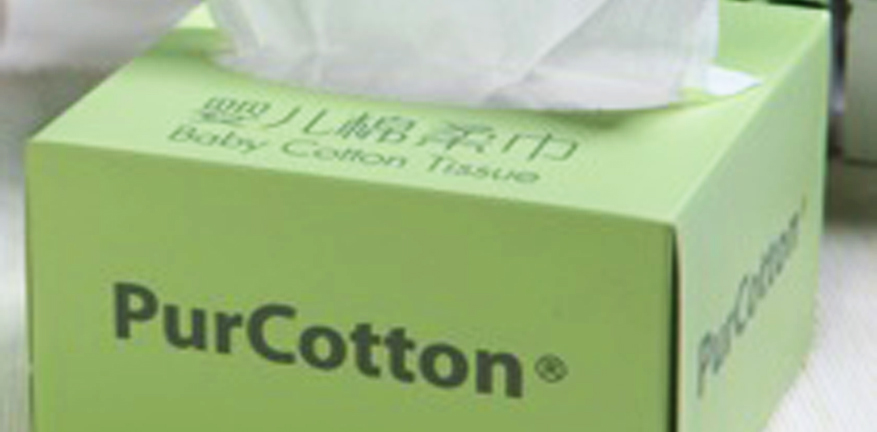 婴儿棉柔巾
Baby Cotton Tissue
PurCotton®
PurCotton